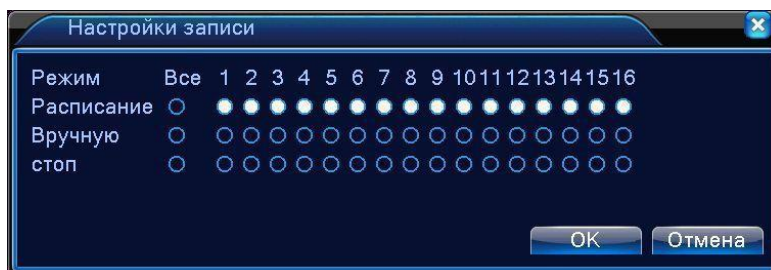 Настройки записи
Режим Все 1 2 3 4 5 6 7 8 9 10 11 12 13 14 15 16
Расписание
Вручную
стоп
OK Отмена